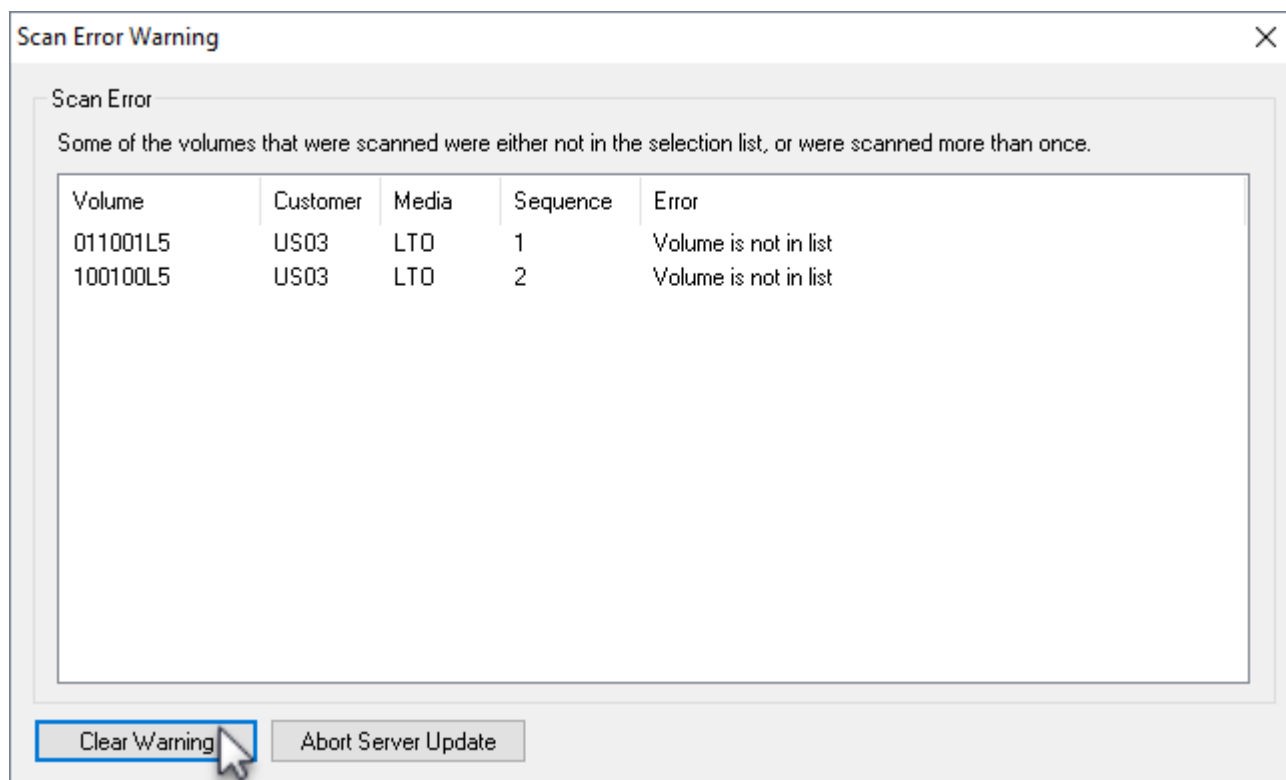 Scan Error Warning
Scan Error
Some of the volumes that were scanned were either not in the selection list, or were scanned more than once.
Volume Customer Media Sequence Error
011001L5 US03 LTO 1 Volume is not in list
100100L5 US03 LTO 2 Volume is not in list
Clear Warning Abort Server Update